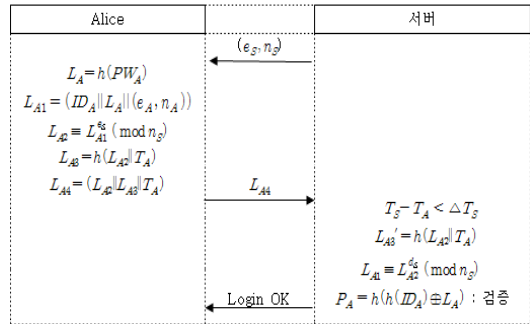 Alice 서버
(e_S, n_S)
L_A = h(PW_A)
L_A1 = (ID_A‖L_A‖(e_A, n_A))
L_A2 ≡ L_A1^e_S (mod n_S)
L_A3 = h(L_A2‖T_A)
L_A4 = (L_A2‖L_A3‖T_A)
L_A4
T_S − T_A < △T_S
L_A3′ = h(L_A2‖T_A)
L_A1 ≡ L_A2^d_S (mod n_S)
Login OK
P_A = h(h(ID_A)⊕L_A) : 검증